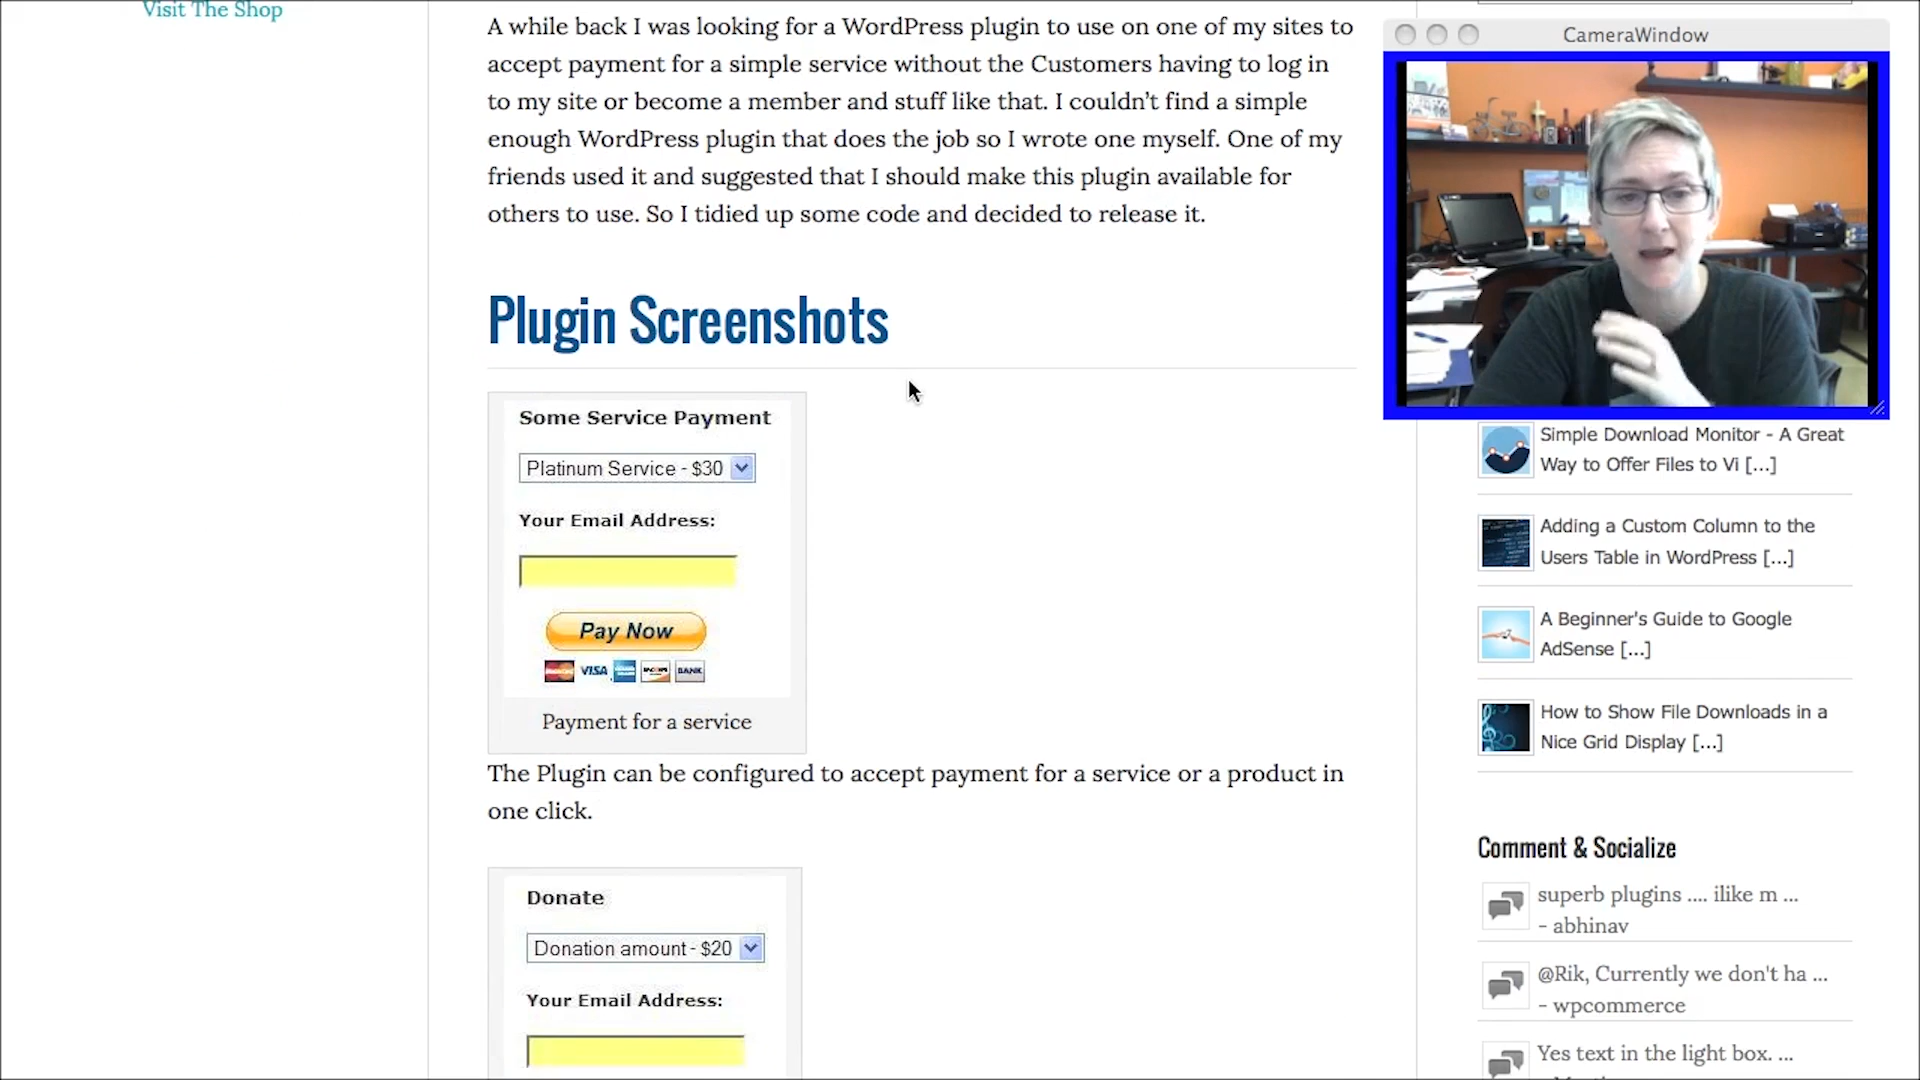 Visit The Shop
A while back I was looking for a WordPress plugin to use on one of my sites to
accept payment for a simple service without the Customers having to log in
to my site or become a member and stuff like that. I couldn’t find a simple
enough WordPress plugin that does the job so I wrote one myself. One of my
friends used it and suggested that I should make this plugin available for
others to use. So I tidied up some code and decided to release it.
Plugin Screenshots
Some Service Payment
Platinum Service - $30
Your Email Address:
Pay Now
VISA
BANK
Payment for a service
The Plugin can be configured to accept payment for a service or a product in
one click.
Donate
Donation amount - $20
Your Email Address:
CameraWindow
Simple Download Monitor - A Great
Way to Offer Files to Vi [...]
Adding a Custom Column to the
Users Table in WordPress [...]
A Beginner's Guide to Google
AdSense [...]
How to Show File Downloads in a
Nice Grid Display [...]
Comment & Socialize
superb plugins .... ilike m ...
- abhinav
@Rik, Currently we don't ha ...
- wpcommerce
Yes text in the light box. ...